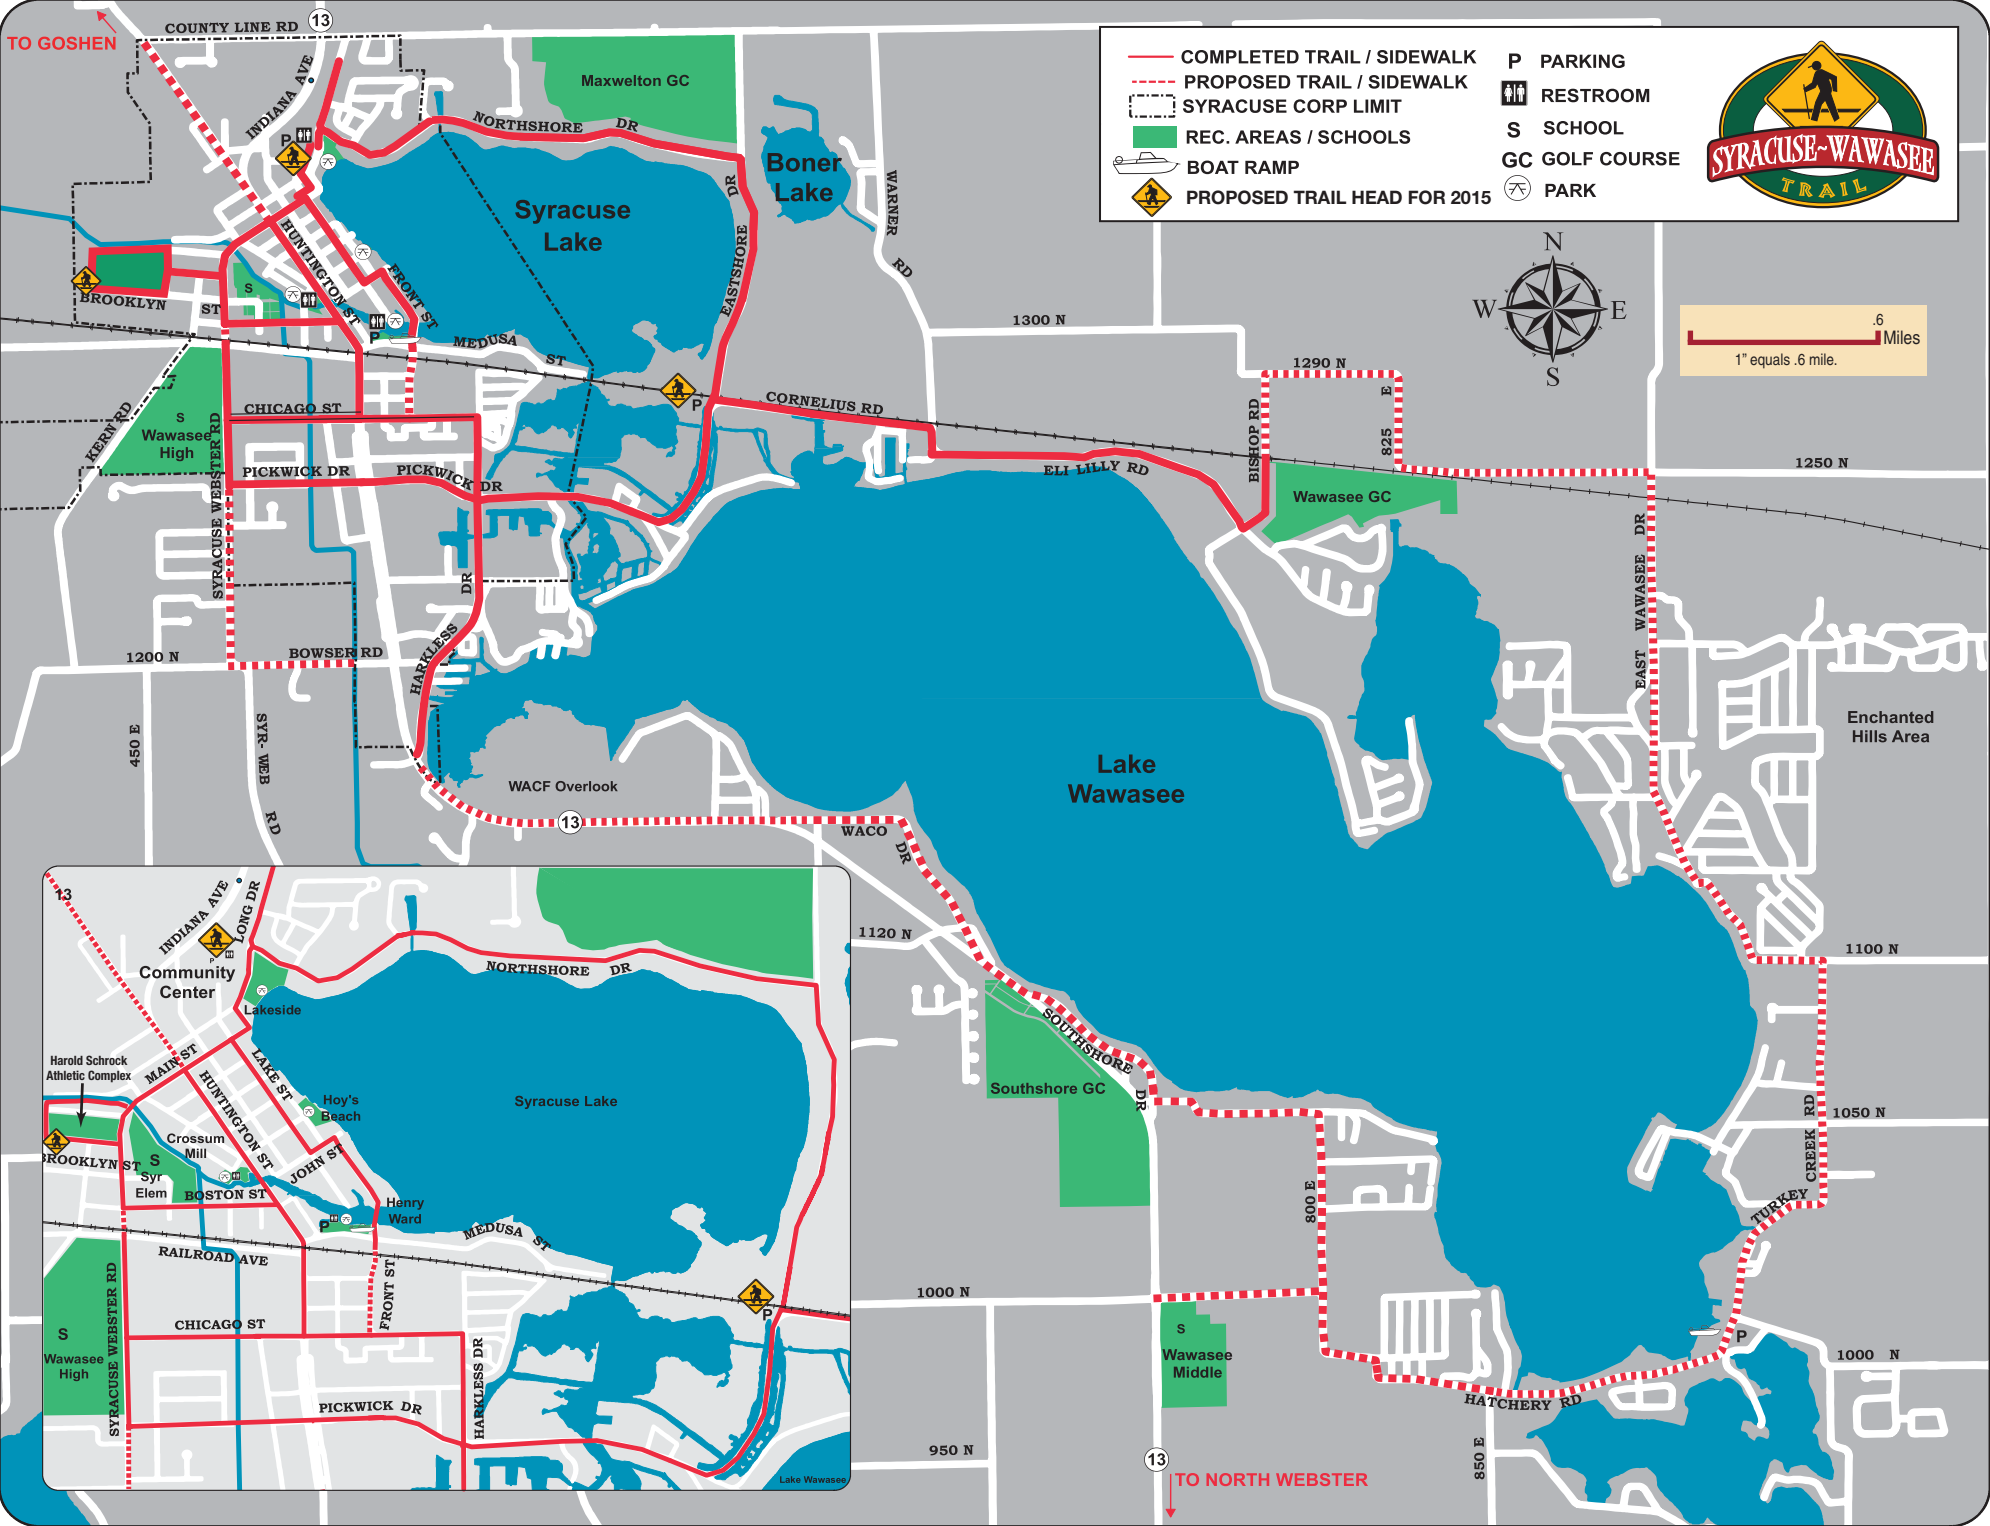 13
COUNTY LINE RD
TO GOSHEN
INDIANA AVE
Maxwelton GC
NORTHSHORE DR
P
COMPLETED TRAIL / SIDEWALK
PROPOSED TRAIL / SIDEWALK
SYRACUSE CORP LIMIT
REC. AREAS / SCHOOLS
BOAT RAMP
PROPOSED TRAIL HEAD FOR 2015
P PARKING
RESTROOM
S SCHOOL
GC GOLF COURSE
PARK
SYRACUSE~WAWASEE
TRAIL
Boner
Lake
WARNER RD
Syracuse
Lake
EASTSHORE DR
HUNTINGTON ST
FRONT ST
S
BROOKLYN ST
P
MEDUSA ST
N
W E
S
.6
Miles
1” equals .6 mile.
1300 N
1290 N
825 E
BISHOP RD
P
CORNELIUS RD
ELI LILLY RD
1250 N
Wawasee GC
KERN RD
S
Wawasee
High
CHICAGO ST
SYRACUSE WEBSTER RD
PICKWICK DR
PICKWICK DR
HARKLESS DR
EAST WAWASEE DR
1200 N
BOWSER RD
450 E
SYR-WEB RD
Enchanted
Hills Area
Lake
Wawasee
WACF Overlook
13
WACO DR
1120 N
1100 N
SOUTHSHORE DR
Southshore GC
1050 N
TURKEY CREEK RD
800 E
1000 N
S
Wawasee
Middle
P
1000 N
HATCHERY RD
950 N
850 E
13
TO NORTH WEBSTER
13
INDIANA AVE
LONG DR
P
Community
Center
Lakeside
NORTHSHORE DR
Harold Schrock
Athletic Complex
MAIN ST
LAKE ST
HUNTINGTON ST
Hoy's
Beach
Syracuse Lake
Crossum
Mill
BROOKLYN ST
S
Syr
Elem
JOHN ST
BOSTON ST
Henry
Ward
P
MEDUSA ST
RAILROAD AVE
FRONT ST
P
SYRACUSE WEBSTER RD
CHICAGO ST
S
Wawasee
High
HARKLESS DR
PICKWICK DR
Lake Wawasee